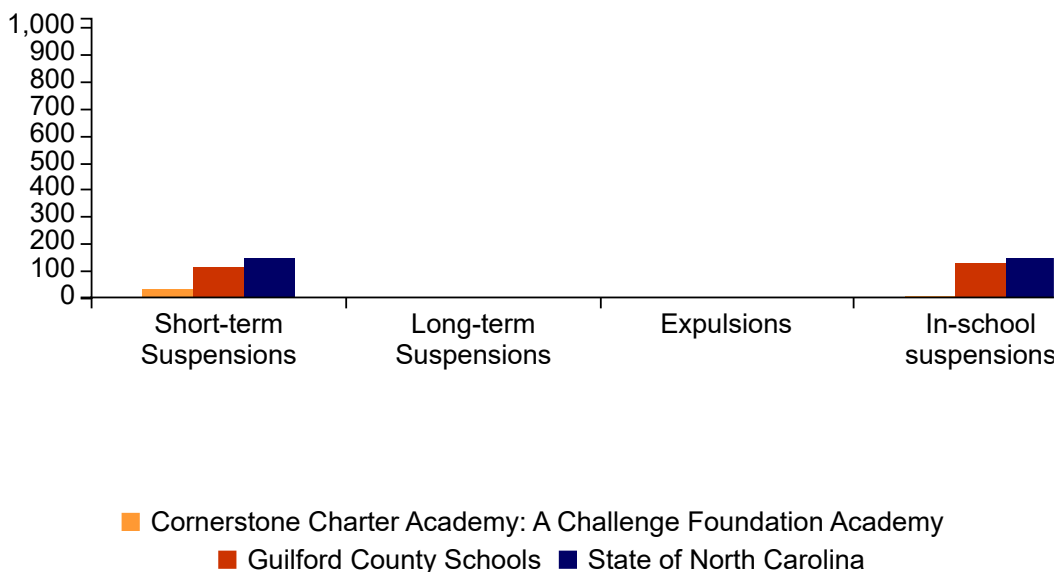 1,000
900
800
700
600
500
400
300
200
100
0
Short-term
Suspensions
Long-term
Suspensions
Expulsions
In-school
suspensions
Cornerstone Charter Academy: A Challenge Foundation Academy
Guilford County Schools
State of North Carolina